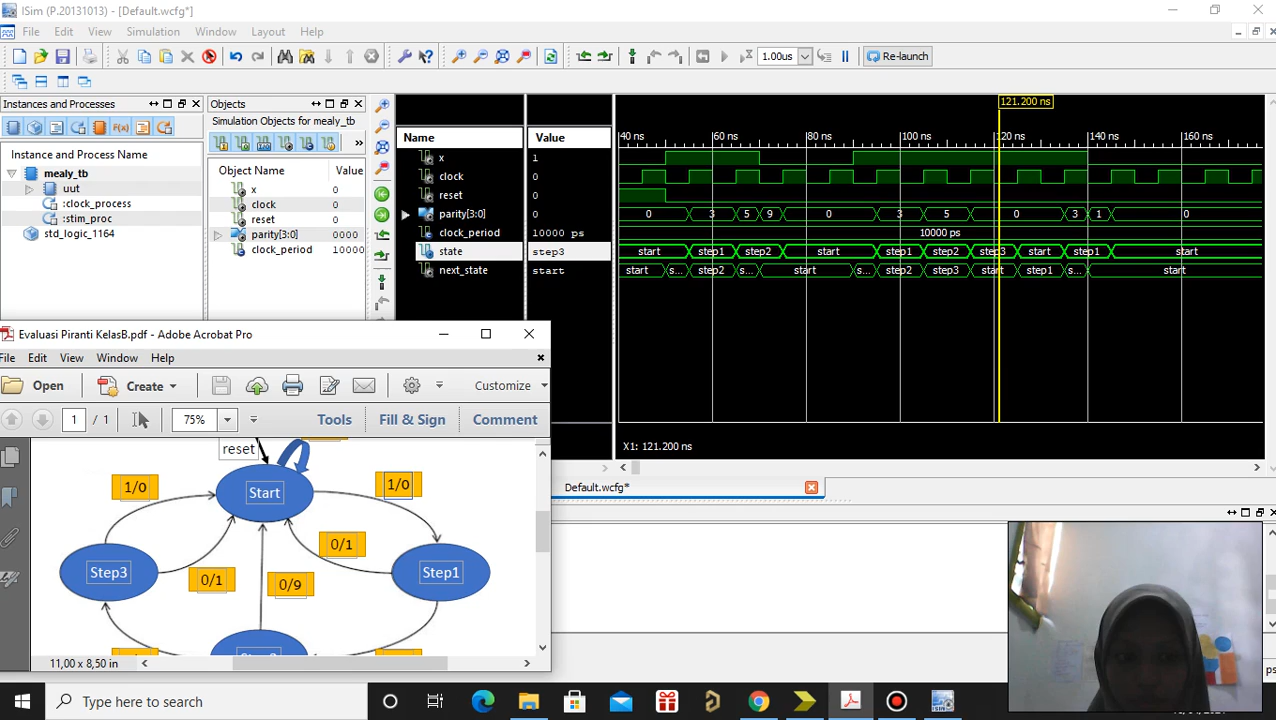 ISim (P.20131013) - [Default.wcfg*]
File Edit View Simulation Window Layout Help
1.00us Re-launch
Instances and Processes
Instance and Process Name
mealy_tb
uut
:clock_process
:stim_proc
std_logic_1164
Objects
Simulation Objects for mealy_tb
»
Object Name Value
x 0
clock 0
reset 0
parity[3:0] 0000
clock_period 10000
Name Value
x 1
clock 0
reset 0
parity[3:0] 0
clock_period 10000 ps
state step3
next_state start
121.200 ns
40 ns 60 ns 80 ns 100 ns 120 ns 140 ns 160 ns
0 3 5 9 0 3 5 0 3 1 0
10000 ps
start step1 step2 start step1 step2 step3 start step1 start
start s... step2 s... start s... step2 step3 start step1 s... start
X1: 121.200 ns
Default.wcfg*
Evaluasi Piranti KelasB.pdf - Adobe Acrobat Pro
File Edit View Window Help
Open Create Customize
1 / 1 75% Tools Fill & Sign Comment
reset
1/0 Start 1/0
0/1
Step3 0/1 0/9 Step1
11,00 x 8,50 in
ps
Type here to search